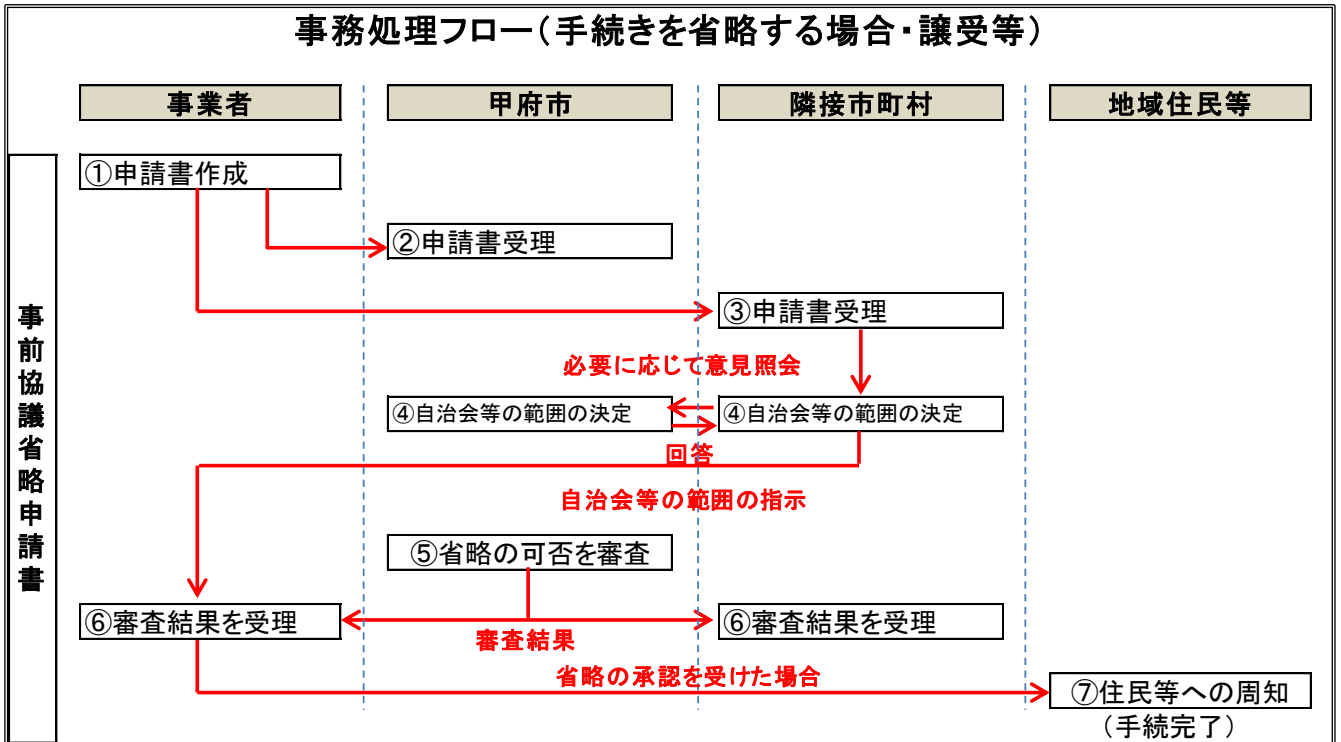 事務処理フロー（手続きを省略する場合・譲受等）
事業者
甲府市
隣接市町村
地域住民等
事前協議省略申請書
①申請書作成
②申請書受理
③申請書受理
必要に応じて意見照会
④自治会等の範囲の決定
④自治会等の範囲の決定
回答
自治会等の範囲の指示
⑤省略の可否を審査
⑥審査結果を受理
⑥審査結果を受理
審査結果
省略の承認を受けた場合
⑦住民等への周知
（手続完了）